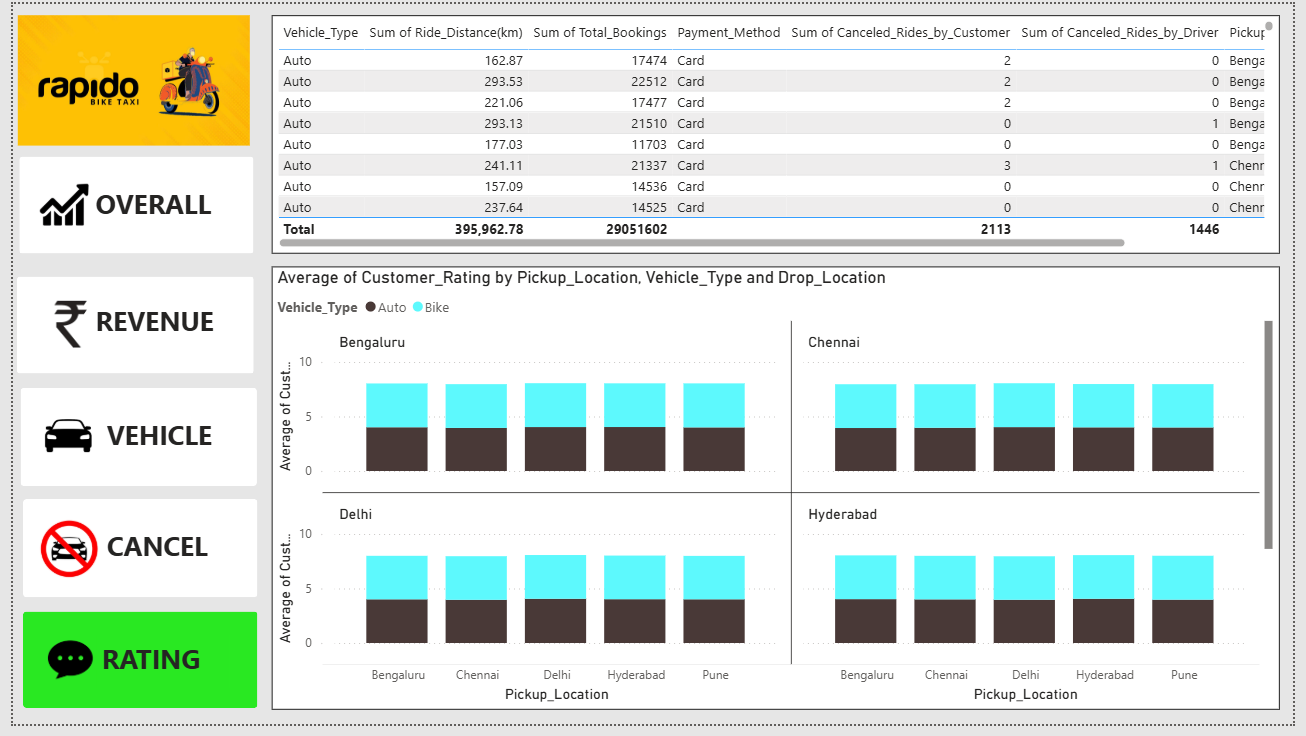 rapido
BIKE TAXI
OVERALL
₹ REVENUE
VEHICLE
CANCEL
RATING
Vehicle_Type Sum of Ride_Distance(km) Sum of Total_Bookings Payment_Method Sum of Canceled_Rides_by_Customer Sum of Canceled_Rides_by_Driver Pickup
Auto 162.87 17474 Card 2 0 Benga
Auto 293.53 22512 Card 2 0 Benga
Auto 221.06 17477 Card 2 0 Benga
Auto 293.13 21510 Card 0 1 Benga
Auto 177.03 11703 Card 0 0 Benga
Auto 241.11 21337 Card 3 1 Chenn
Auto 157.09 14536 Card 0 0 Chenn
Auto 237.64 14525 Card 0 0 Chenn
Total 395,962.78 29051602 2113 1446
Average of Customer_Rating by Pickup_Location, Vehicle_Type and Drop_Location
Vehicle_Type Auto Bike
Bengaluru
Chennai
Average of Cust...
10
5
0
Delhi
Hyderabad
Average of Cust...
10
5
0
Bengaluru Chennai Delhi Hyderabad Pune
Bengaluru Chennai Delhi Hyderabad Pune
Pickup_Location
Pickup_Location